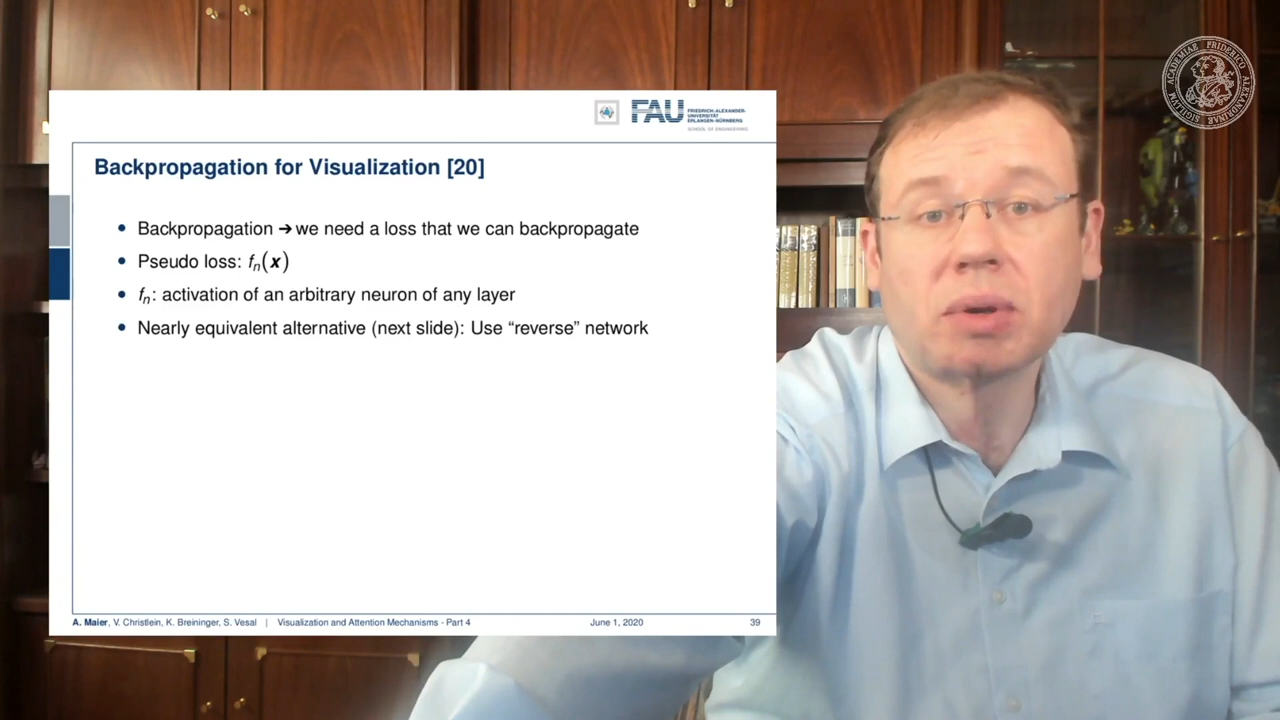 FAU
FRIEDRICH-ALEXANDER-
UNIVERSITÄT
ERLANGEN-NÜRNBERG
SCHOOL OF ENGINEERING
Backpropagation for Visualization [20]
• Backpropagation ➔ we need a loss that we can backpropagate
• Pseudo loss: fₙ(x)
• fₙ: activation of an arbitrary neuron of any layer
• Nearly equivalent alternative (next slide): Use “reverse” network
A. Maier, V. Christlein, K. Breininger, S. Vesal | Visualization and Attention Mechanisms - Part 4 June 1, 2020 39